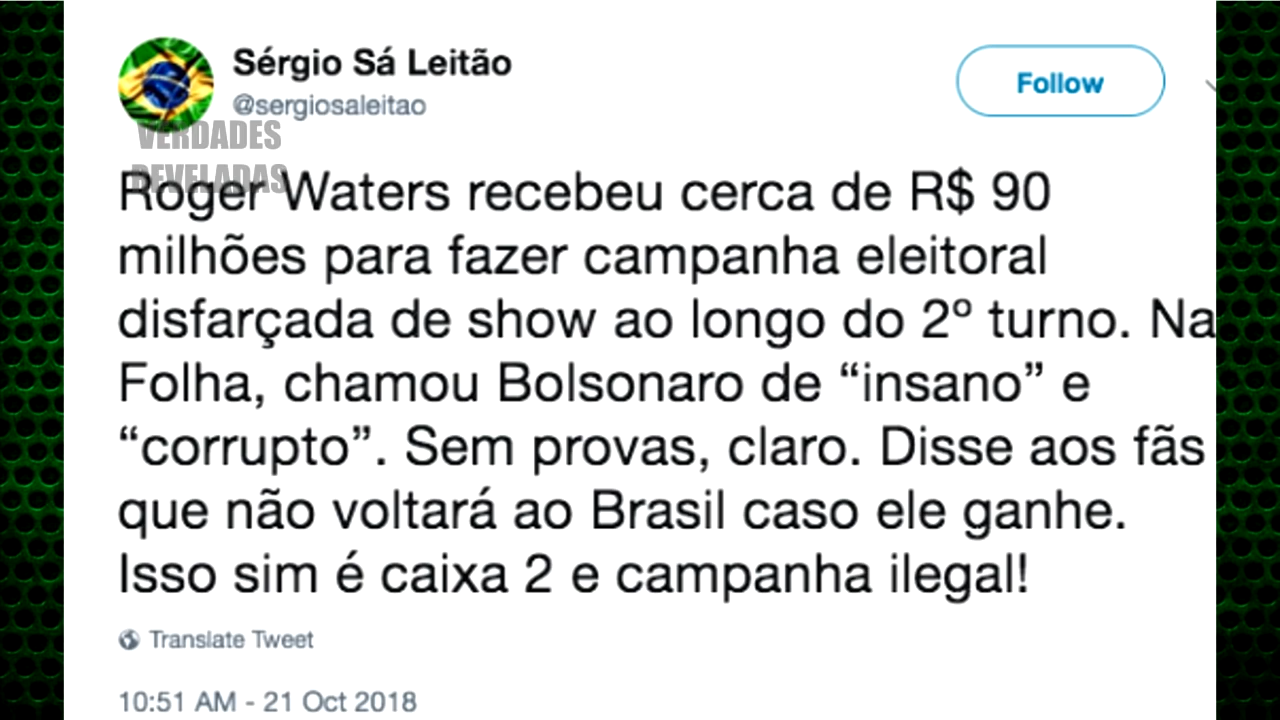 Sérgio Sá Leitão
@sergiosaleitao
Follow
VERDADES
REVELADAS
Roger Waters recebeu cerca de R$ 90
milhões para fazer campanha eleitoral
disfarçada de show ao longo do 2º turno. Na
Folha, chamou Bolsonaro de “insano” e
“corrupto”. Sem provas, claro. Disse aos fãs
que não voltará ao Brasil caso ele ganhe.
Isso sim é caixa 2 e campanha ilegal!
Translate Tweet
10:51 AM - 21 Oct 2018